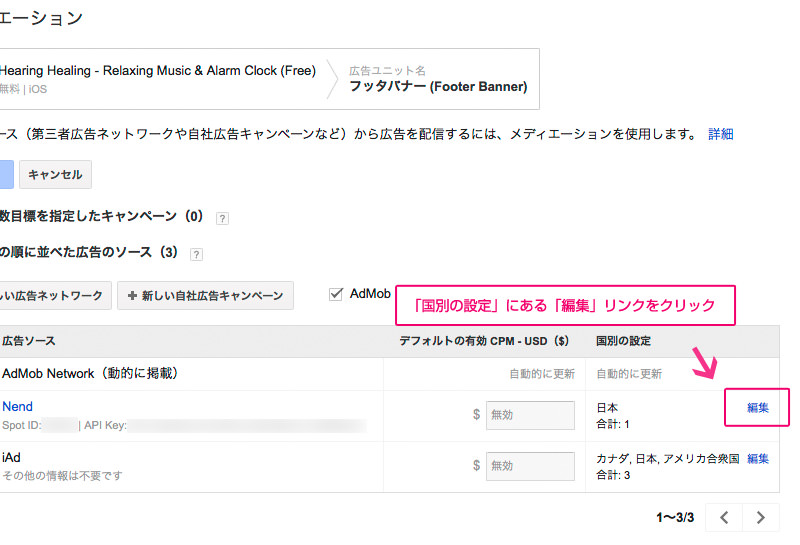 エーション
Hearing Healing - Relaxing Music & Alarm Clock (Free)
無料 | iOS
広告ユニット名
フッタバナー (Footer Banner)
ース（第三者広告ネットワークや自社広告キャンペーンなど）から広告を配信するには、メディエーションを使用します。 詳細
キャンセル
数目標を指定したキャンペーン（0） ?
の順に並べた広告のソース（3） ?
い広告ネットワーク
+ 新しい自社広告キャンペーン
AdMob
「国別の設定」にある「編集」リンクをクリック
広告ソース デフォルトの有効 CPM - USD（$） 国別の設定
AdMob Network（動的に掲載） 自動的に更新 自動的に更新
Nend $ 無効 日本 編集
Spot ID: | API Key: 合計: 1
iAd $ 無効 カナダ, 日本, アメリカ合衆国 編集
その他の情報は不要です 合計: 3
1〜3/3